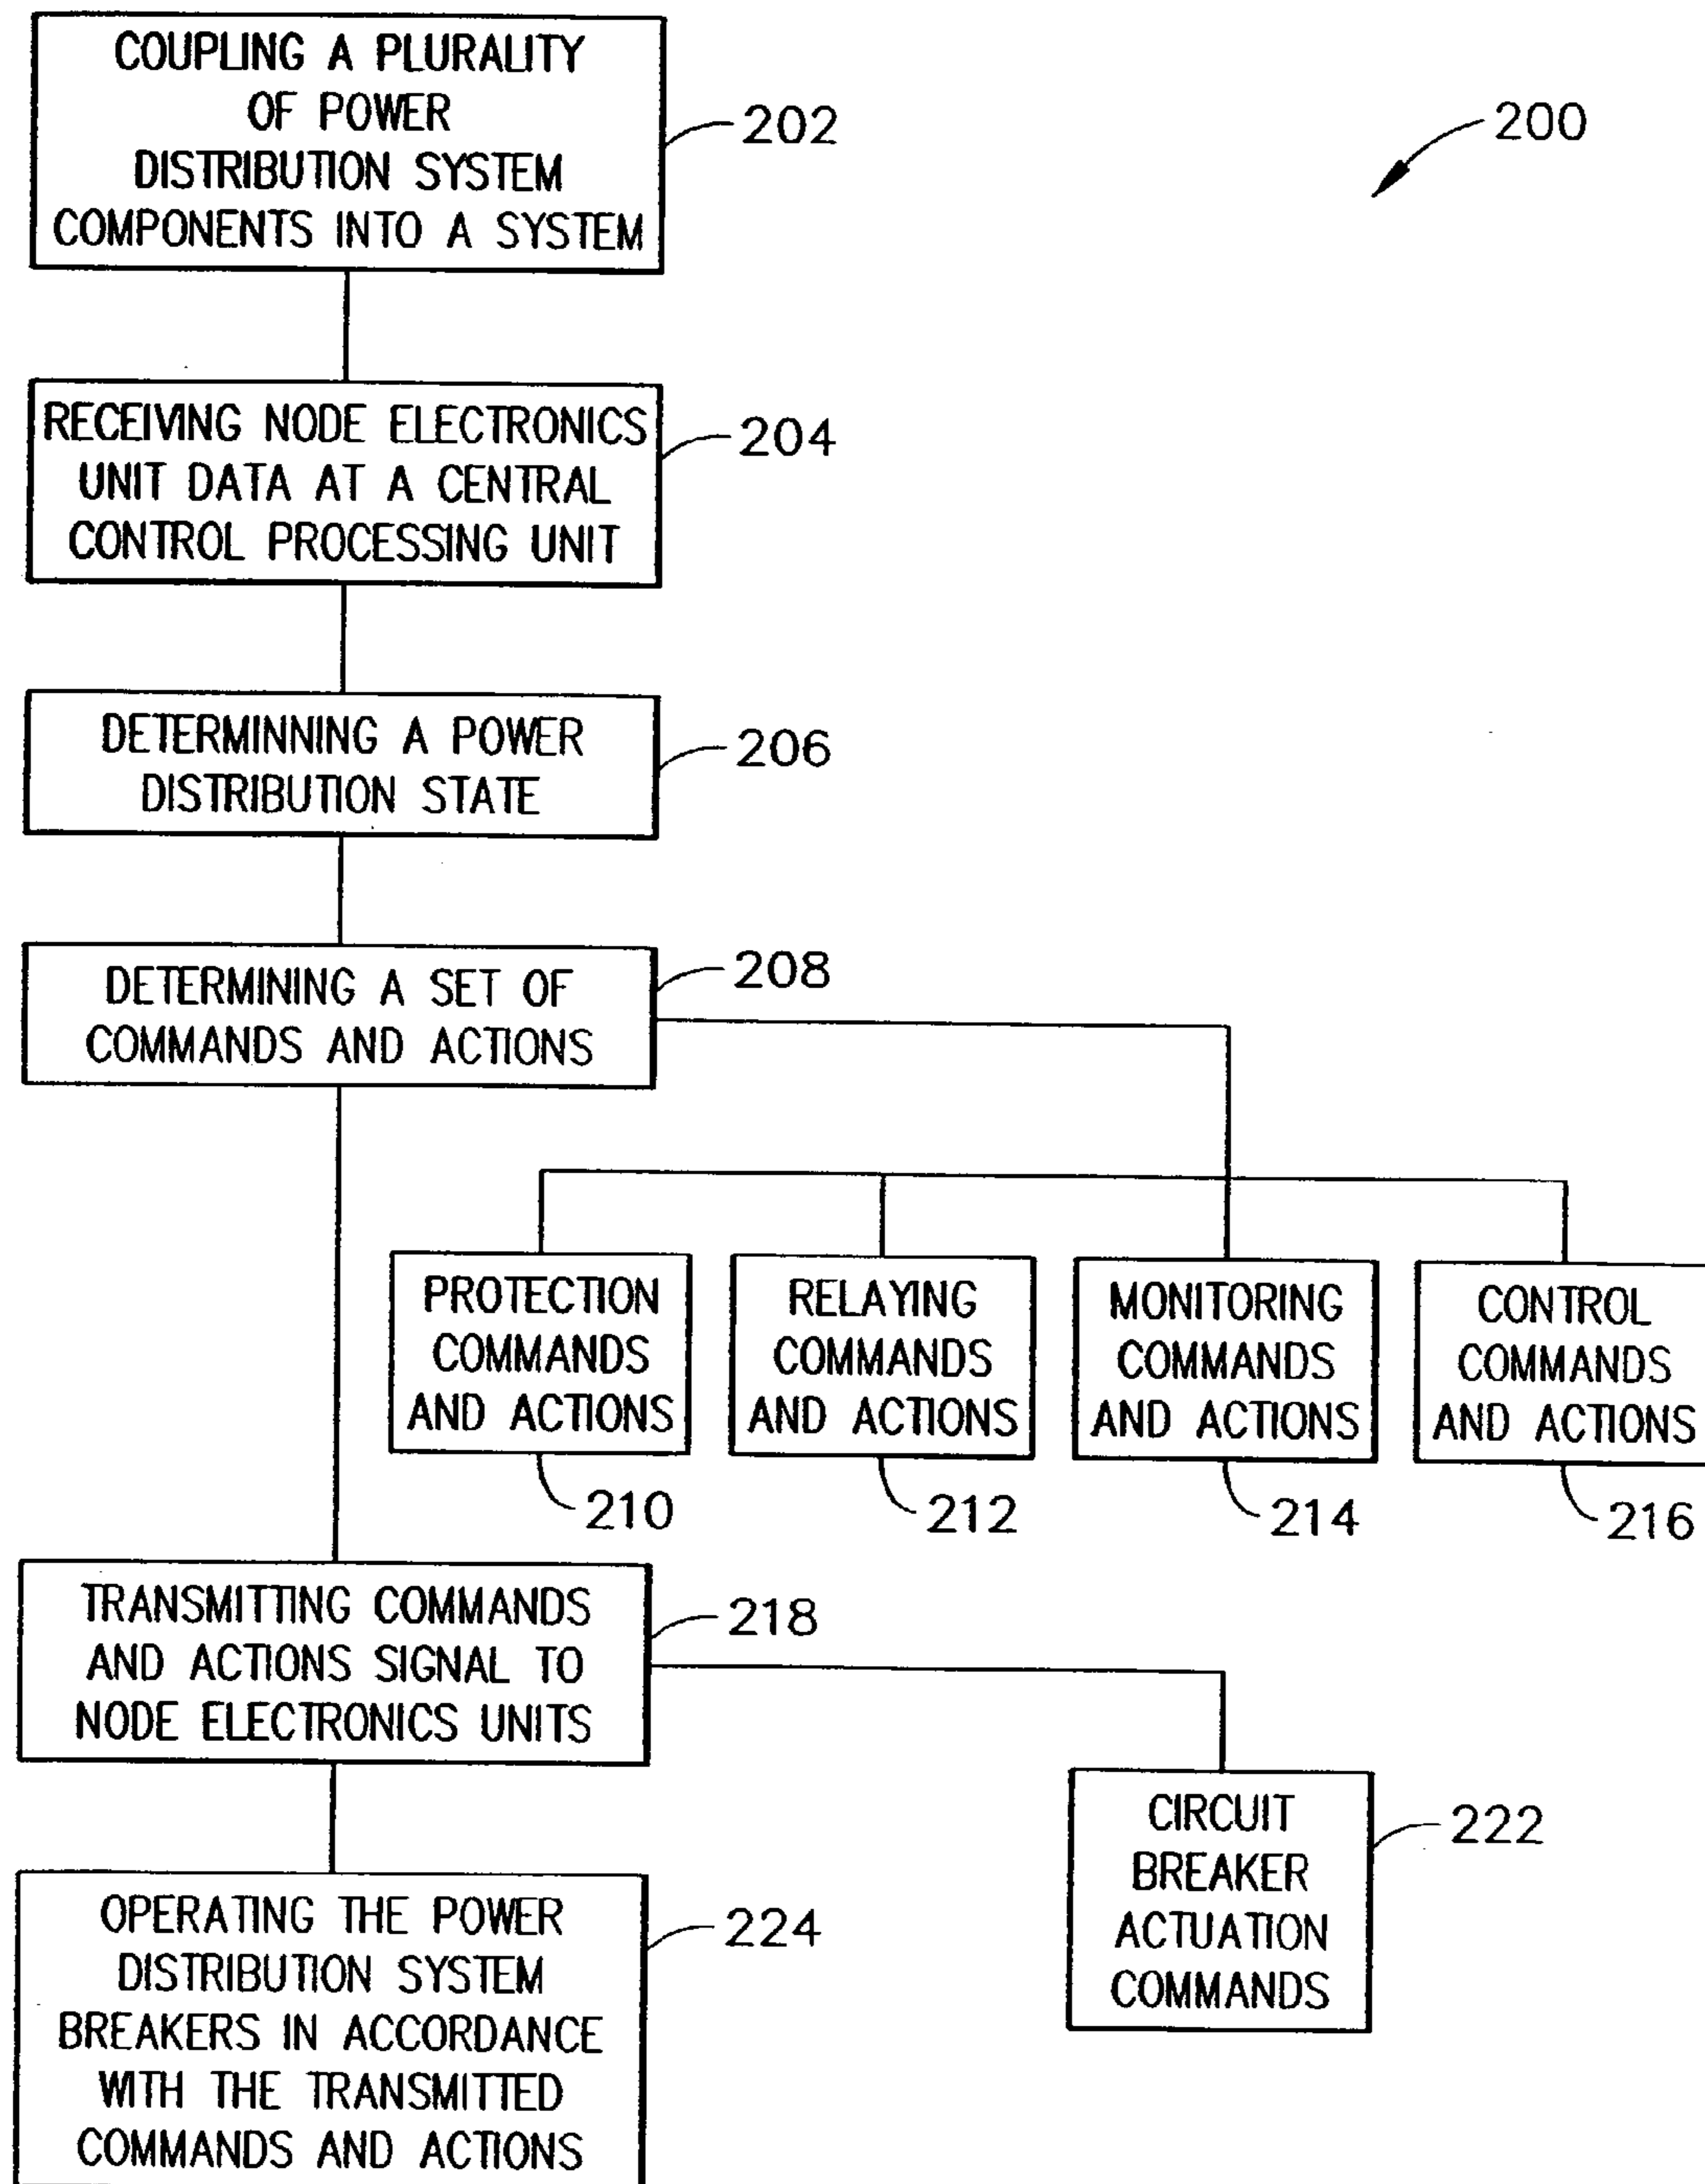 COUPLING A PLURALITY
OF POWER
DISTRIBUTION SYSTEM
COMPONENTS INTO A SYSTEM
202
200
RECEIVING NODE ELECTRONICS
UNIT DATA AT A CENTRAL
CONTROL PROCESSING UNIT
204
DETERMINNING A POWER
DISTRIBUTION STATE
206
DETERMINING A SET OF
COMMANDS AND ACTIONS
208
PROTECTION
COMMANDS
AND ACTIONS
210
RELAYING
COMMANDS
AND ACTIONS
212
MONITORING
COMMANDS
AND ACTIONS
214
CONTROL
COMMANDS
AND ACTIONS
216
TRANSMITTING COMMANDS
AND ACTIONS SIGNAL TO
NODE ELECTRONICS UNITS
218
CIRCUIT
BREAKER
ACTUATION
COMMANDS
222
OPERATING THE POWER
DISTRIBUTION SYSTEM
BREAKERS IN ACCORDANCE
WITH THE TRANSMITTED
COMMANDS AND ACTIONS
224